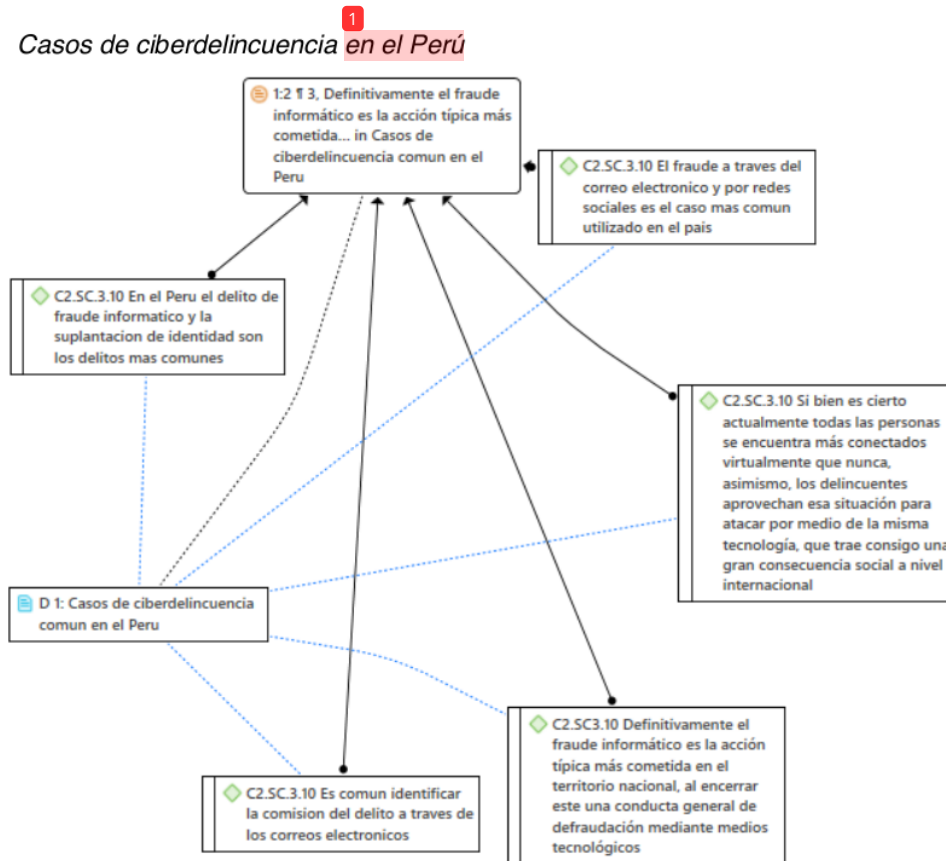 1
Casos de ciberdelincuencia en el Perú
1:2 ¶ 3, Definitivamente el fraude
informático es la acción típica más
cometida... in Casos de
ciberdelincuencia comun en el
Peru
C2.SC.3.10 El fraude a traves del
correo electronico y por redes
sociales es el caso mas comun
utilizado en el pais
C2.SC.3.10 En el Peru el delito de
fraude informatico y la
suplantacion de identidad son
los delitos mas comunes
C2.SC.3.10 Si bien es cierto
actualmente todas las personas
se encuentra más conectados
virtualmente que nunca,
asimismo, los delincuentes
aprovechan esa situación para
atacar por medio de la misma
tecnología, que trae consigo una
gran consecuencia social a nivel
internacional
D 1: Casos de ciberdelincuencia
comun en el Peru
C2.SC3.10 Definitivamente el
fraude informático es la acción
típica más cometida en el
territorio nacional, al encerrar
este una conducta general de
defraudación mediante medios
tecnológicos
C2.SC.3.10 Es comun identificar
la comision del delito a traves de
los correos electronicos